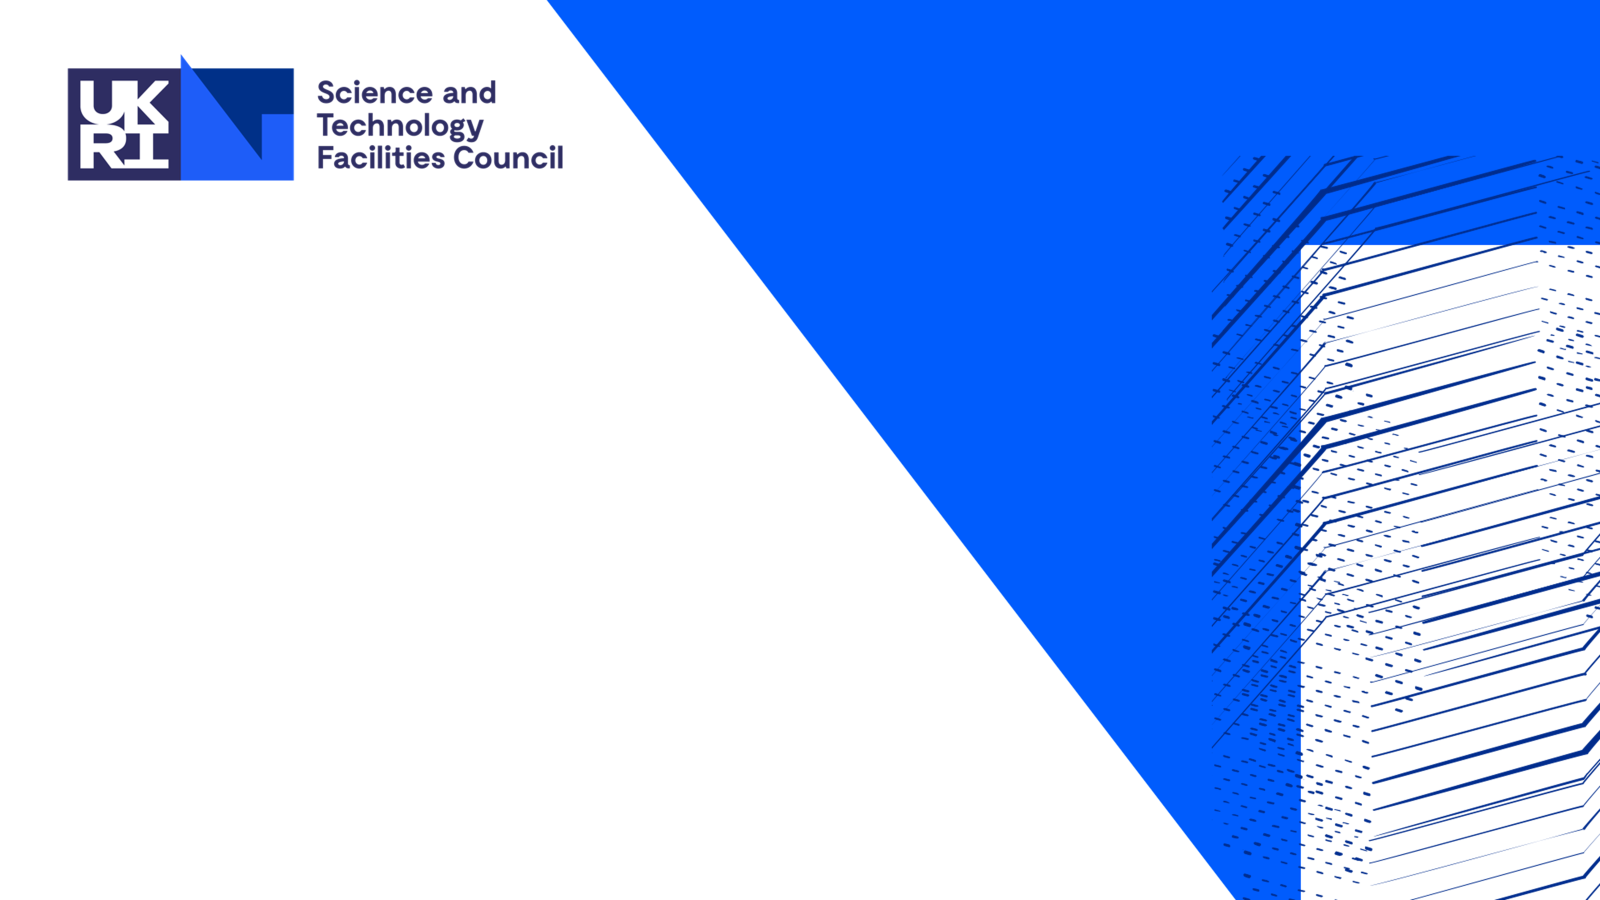 UK
RI
Science and
Technology
Facilities Council